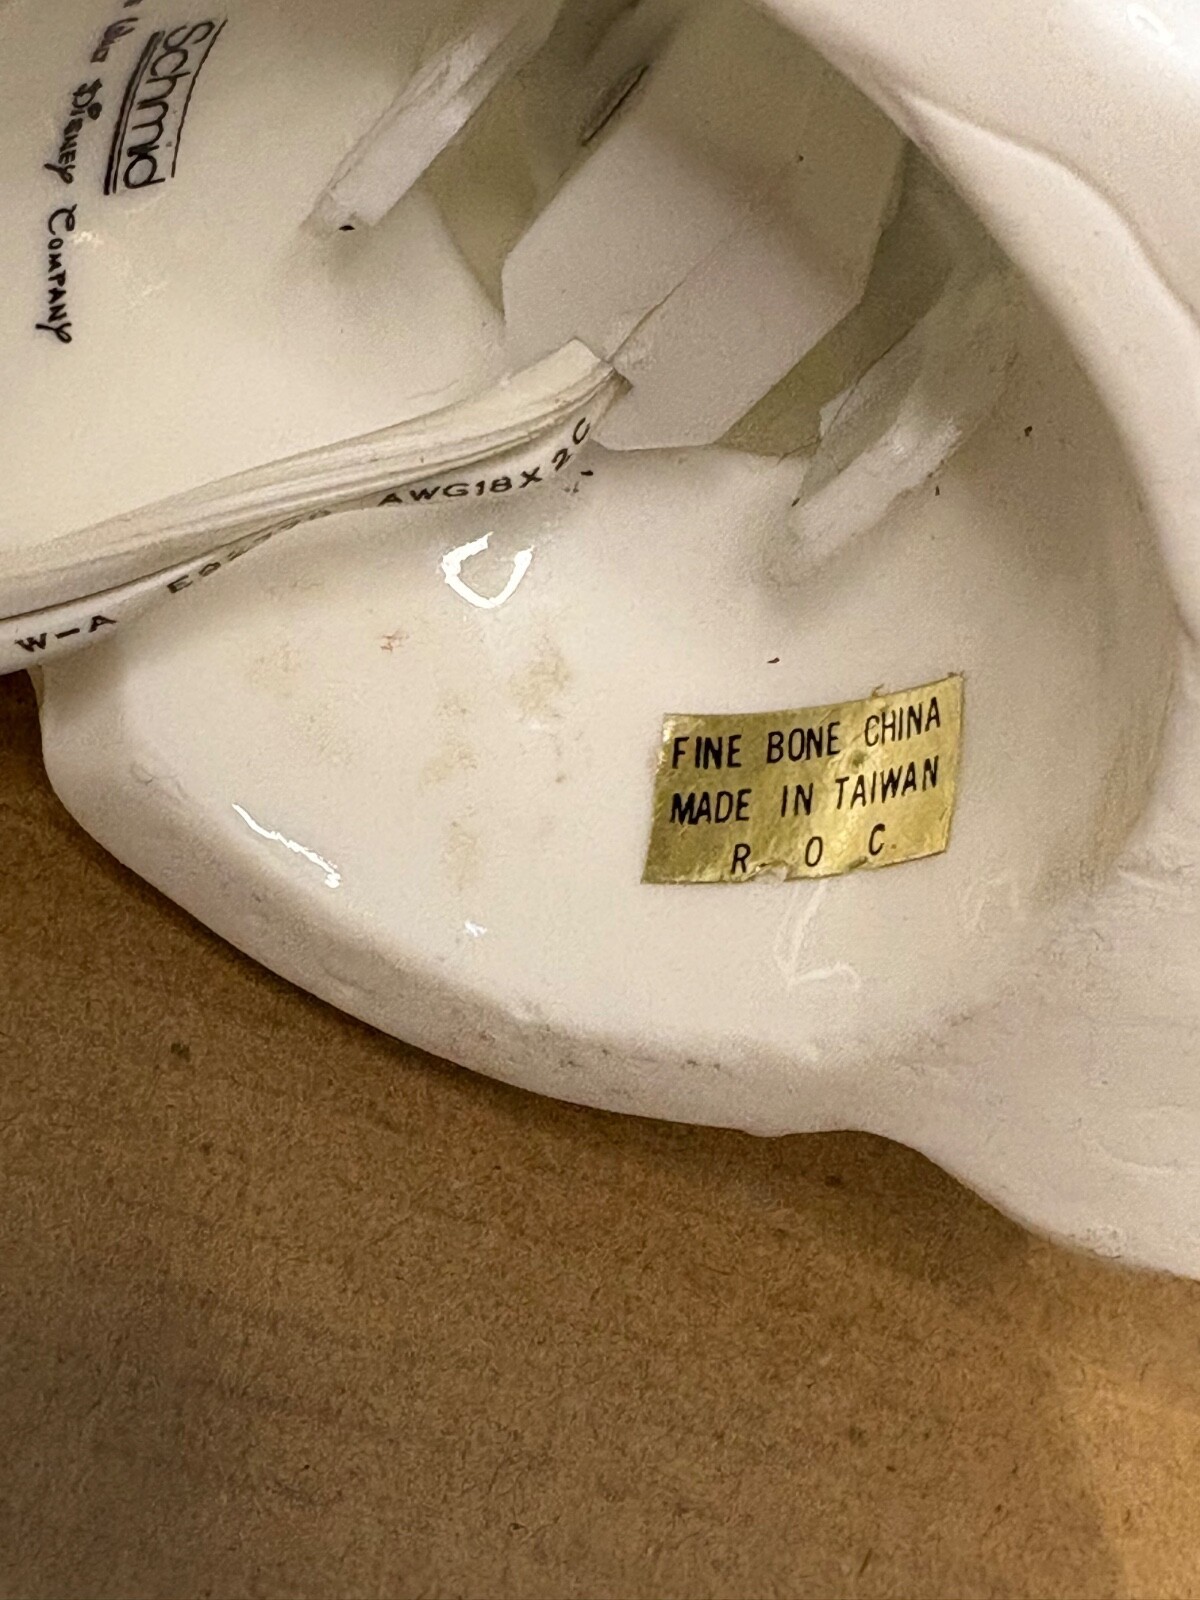 Schmid
Disney Company
W-A
AWG18X2C
FINE BONE CHINA
MADE IN TAIWAN
R O C